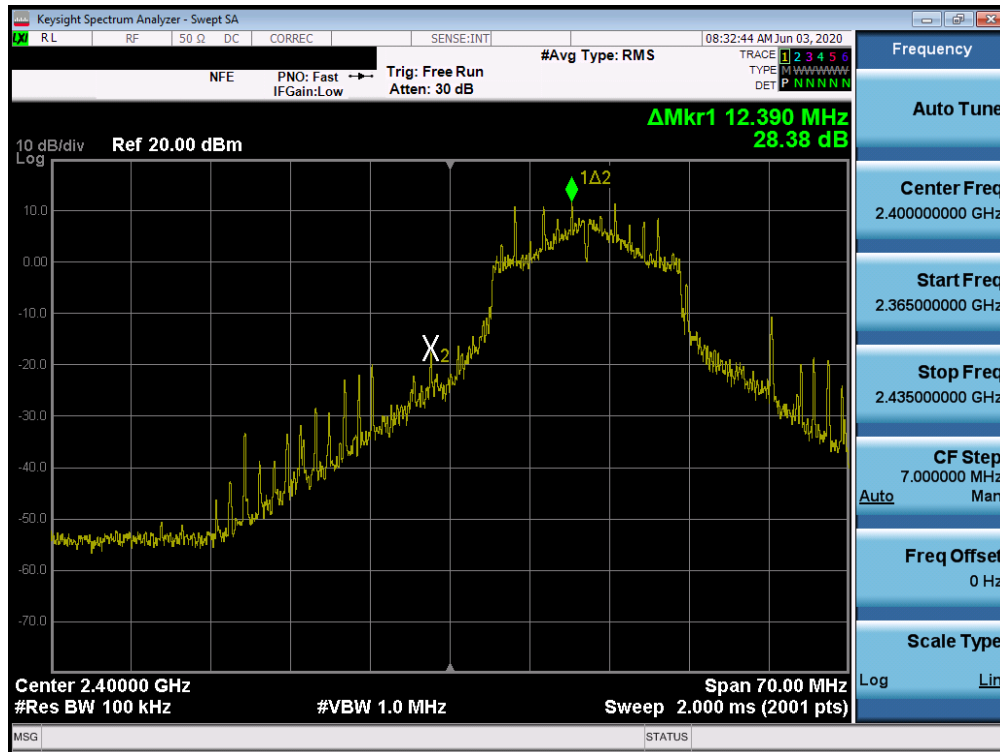 Keysight Spectrum Analyzer - Swept SA
LXI RL RF 50 Ω DC CORREC SENSE:INT 08:32:44 AM Jun 03, 2020
NFE PNO: Fast Trig: Free Run #Avg Type: RMS TRACE 1 2 3 4 5 6
IFGain:Low Atten: 30 dB TYPE M WWWWW
DET P N N N N N
ΔMkr1 12.390 MHz
28.38 dB
10 dB/div Ref 20.00 dBm
Log
1Δ2
10.0
0.00
-10.0
X2
-20.0
-30.0
-40.0
-50.0
-60.0
-70.0
Center 2.40000 GHz Span 70.00 MHz
#Res BW 100 kHz #VBW 1.0 MHz Sweep 2.000 ms (2001 pts)
MSG STATUS
Frequency
Auto Tune
Center Freq
2.400000000 GHz
Start Freq
2.365000000 GHz
Stop Freq
2.435000000 GHz
CF Step
7.000000 MHz
Auto Man
Freq Offset
0 Hz
Scale Type
Log Lin